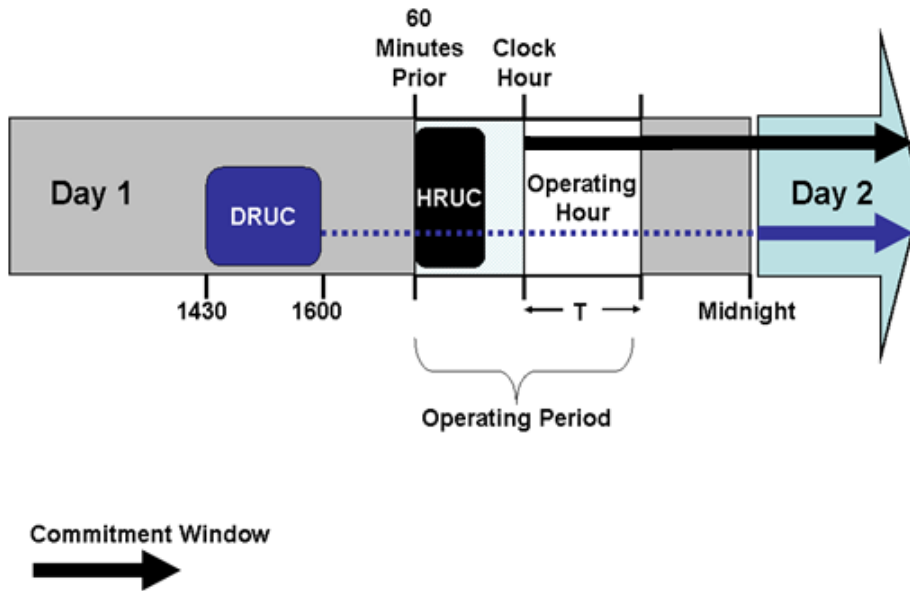 60
Minutes
Prior
Clock
Hour
Day 1
DRUC
HRUC
Operating
Hour
Day 2
1430
1600
T
Midnight
Operating Period
Commitment Window